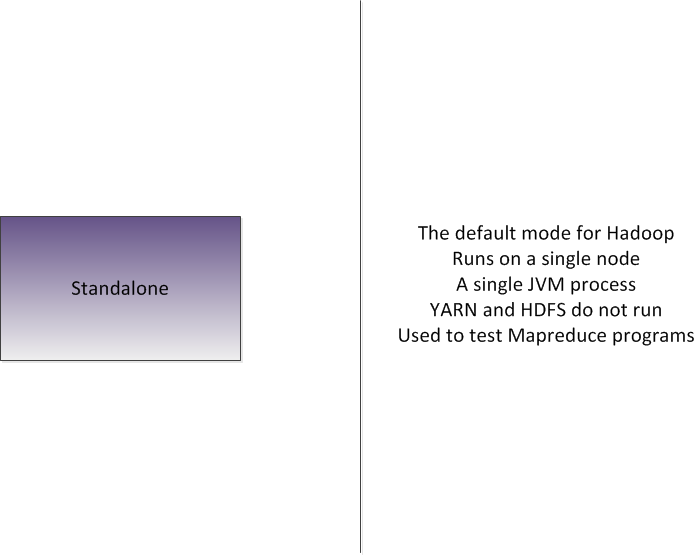 Standalone
The default mode for Hadoop
Runs on a single node
A single JVM process
YARN and HDFS do not run
Used to test Mapreduce programs